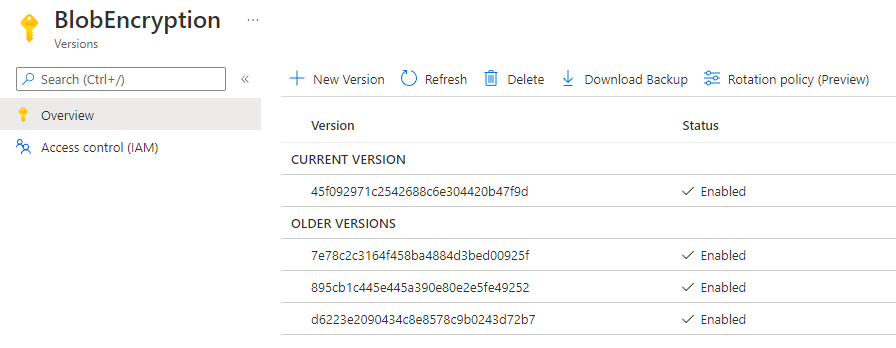 BlobEncryption ...
Versions
Search (Ctrl+/) «
Overview
Access control (IAM)
New Version Refresh Delete Download Backup Rotation policy (Preview)
Version Status
CURRENT VERSION
45f092971c2542688c6e304420b47f9d Enabled
OLDER VERSIONS
7e78c2c3164f458ba4884d3bed00925f Enabled
895cb1c445e445a390e80e2e5fe49252 Enabled
d6223e2090434c8e8578c9b0243d72b7 Enabled